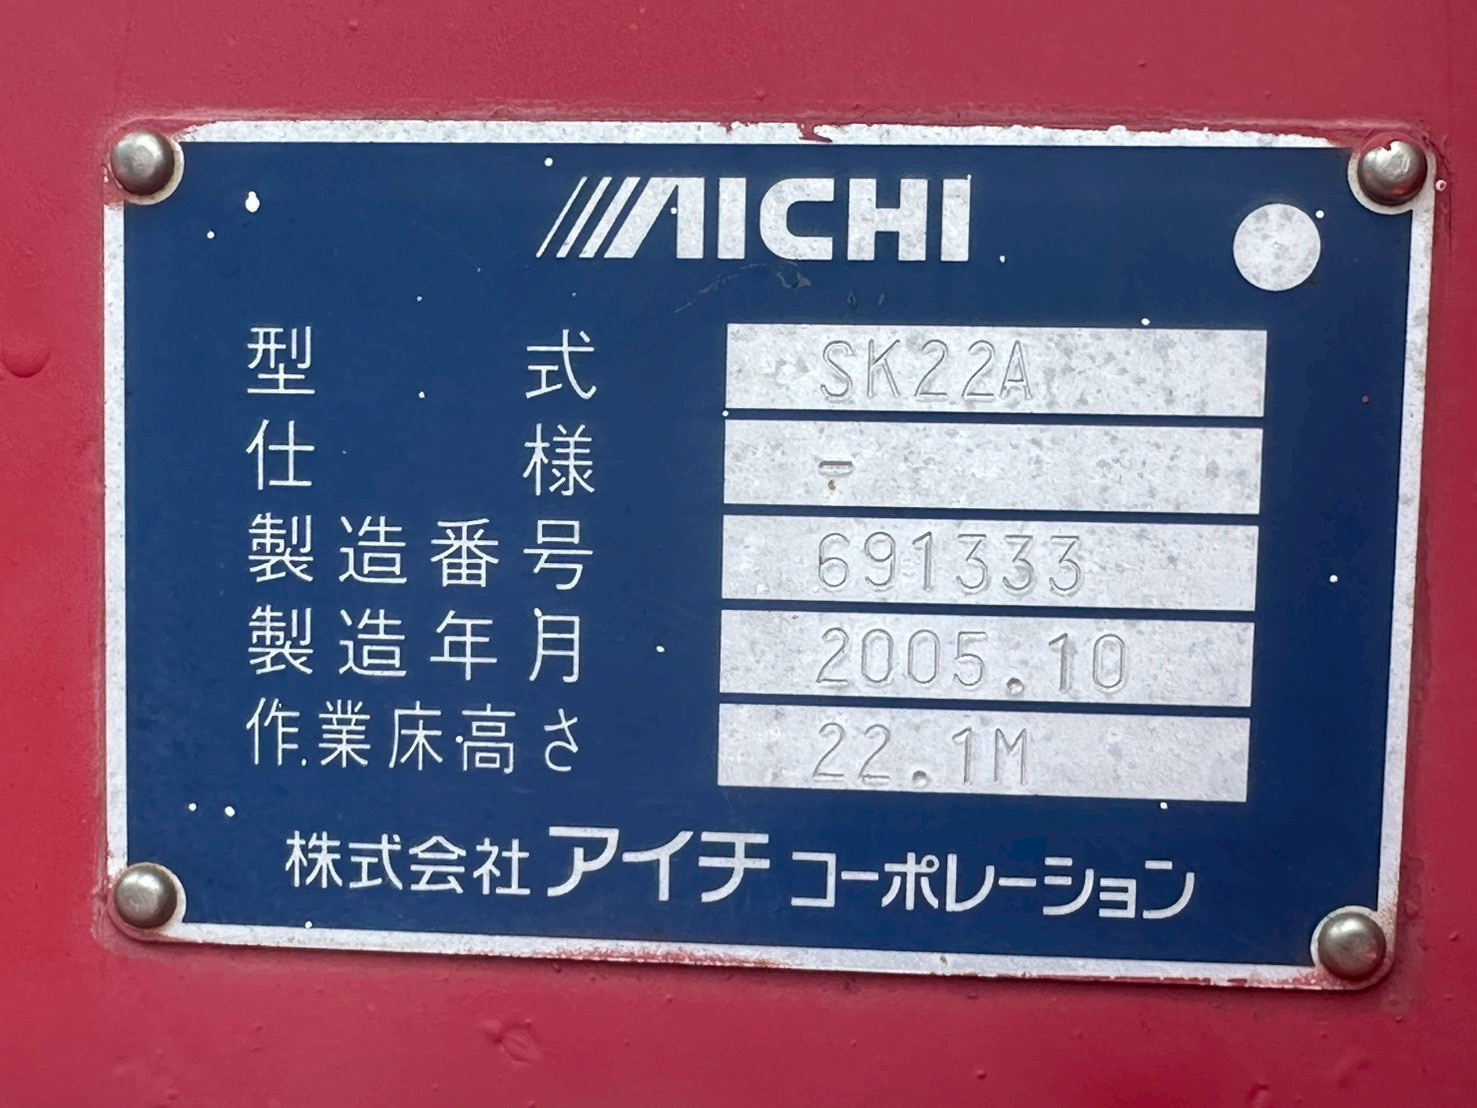 AICHI
型式 SK22A
仕様 -
製造番号 691333
製造年月 2005.10
作業床高さ 22.1M
株式会社アイチコーポレーション